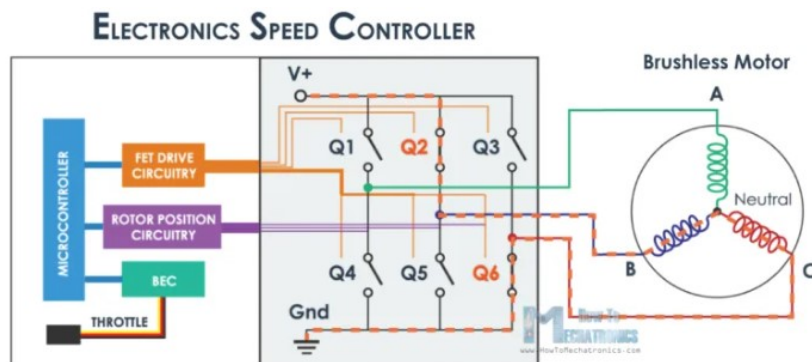 ELECTRONICS SPEED CONTROLLER
V+
Brushless Motor
A
Q1
Q2
Q3
MICROCONTROLLER
FET DRIVE
CIRCUITRY
Neutral
ROTOR POSITION
CIRCUITRY
BEC
Q4
Q5
Q6
B
C
THROTTLE
Gnd
How-To
MECHATRONICS
www.HowToMechatronics.com